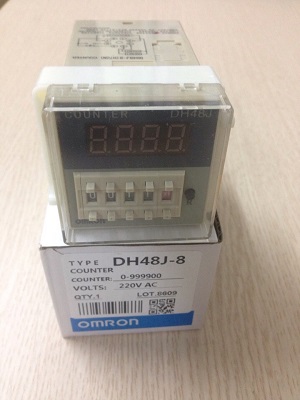 COUNTER DH48J
TYPE DH48J-8
COUNTER
COUNTER: 0-999900
VOLTS: 220V AC
QTY.1 LOT.0809
OMRON